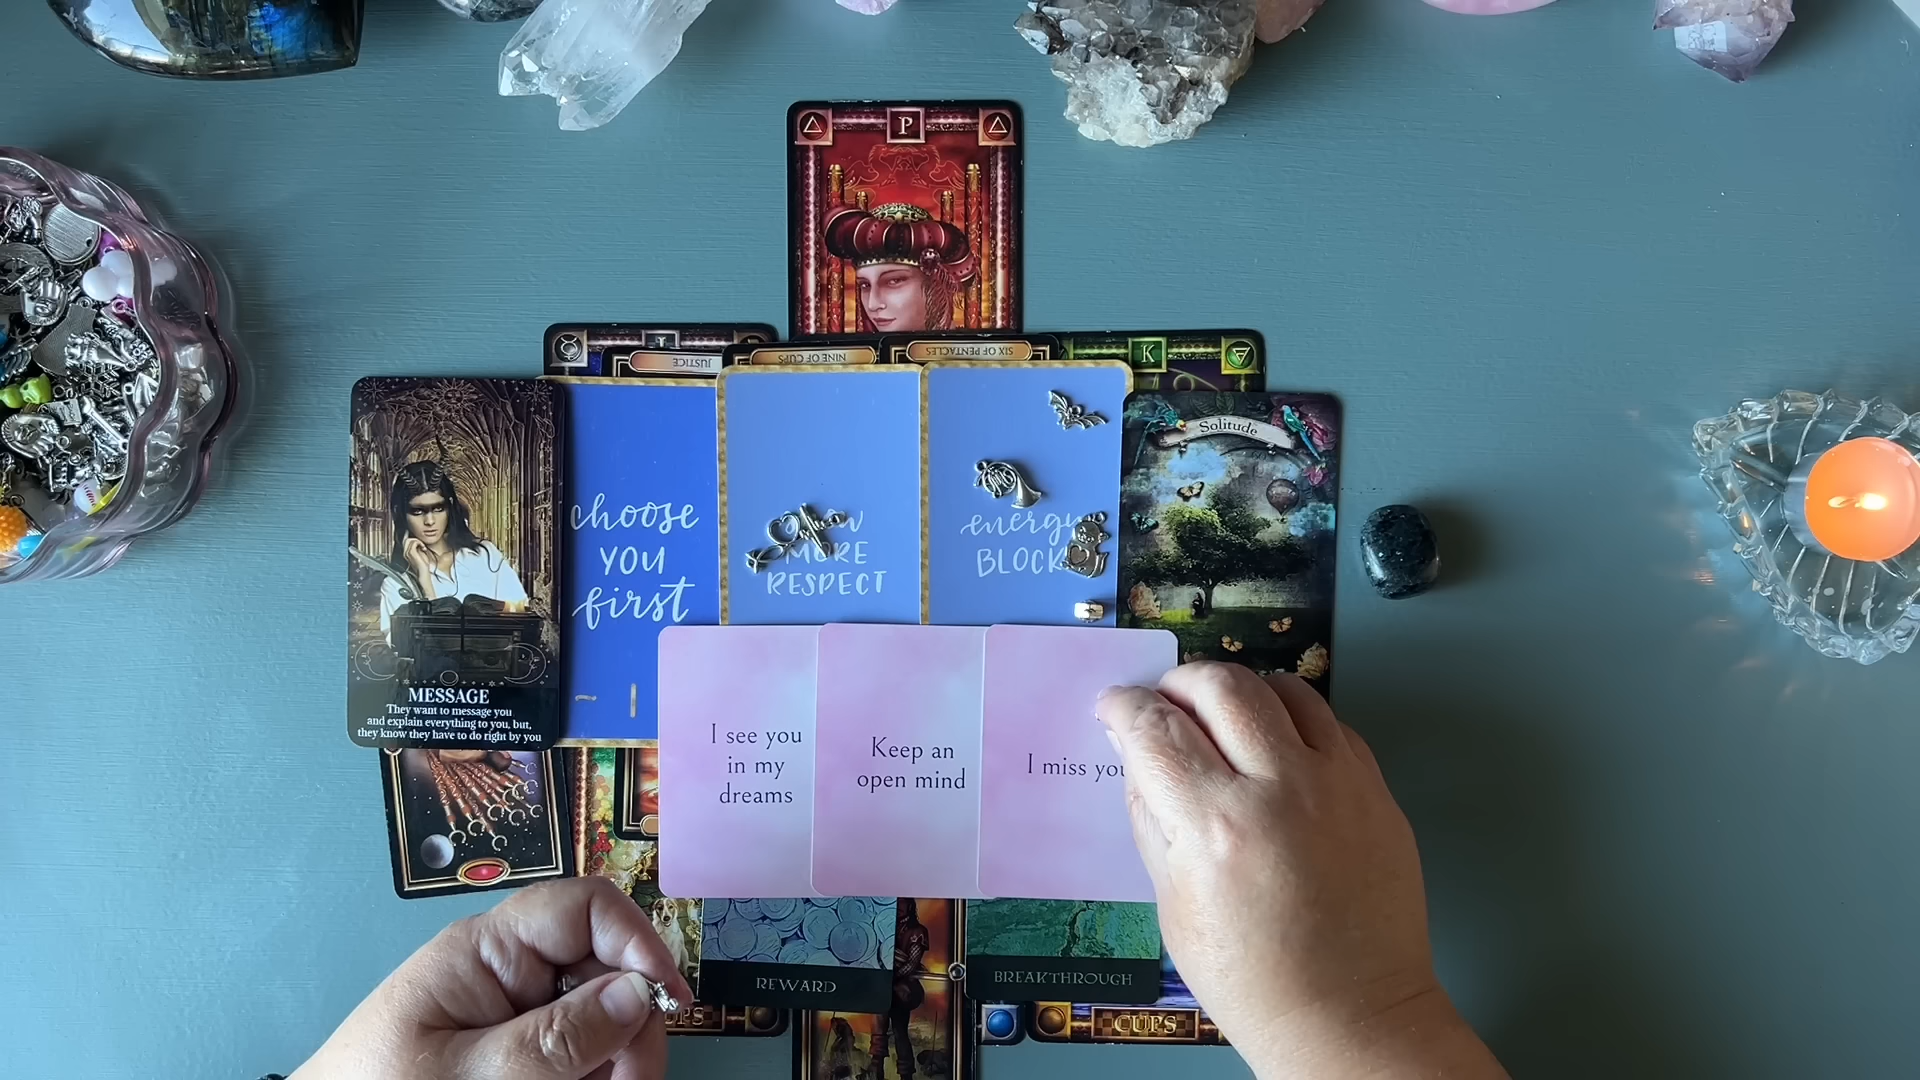 P
JUSTICE
NINE OF CUPS
SIX OF PENTACLES
K
Solitude
choose
YOU
first
MORE
RESPECT
energy
BLOCK
MESSAGE
They want to message you
and explain everything to you, but,
they know they have to do right by you
I see you
in my
dreams
Keep an
open mind
I miss you
REWARD
BREAKTHROUGH
CUPS
CUPS